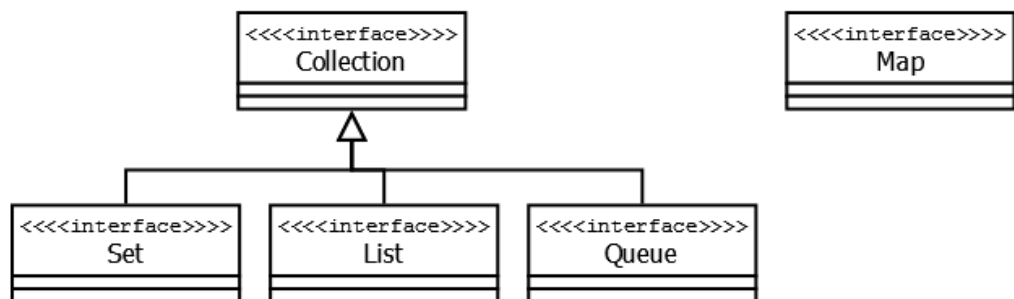 <<<<interface>>>>
Collection
<<<<interface>>>>
Map
<<<<interface>>>>
Set
<<<<interface>>>>
List
<<<<interface>>>>
Queue